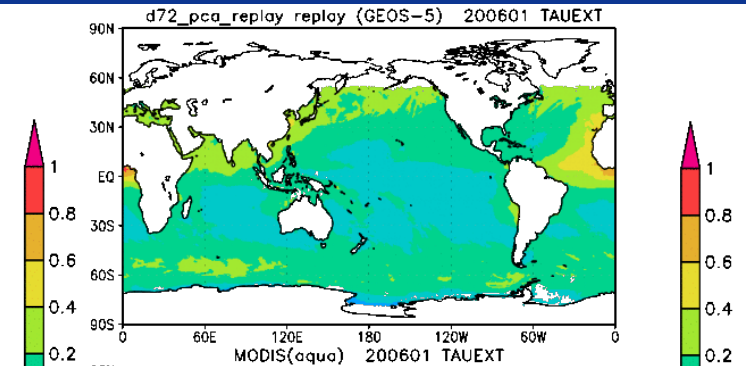 d72_pca_replay replay (GEOS-5) 200601 TAUEXT
90N
60N
30N
EQ
30S
60S
90S
0 60E 120E 180 120W 60W 0
1
0.8
0.6
0.4
0.2
1
0.8
0.6
0.4
0.2
MODIS(aqua) 200601 TAUEXT